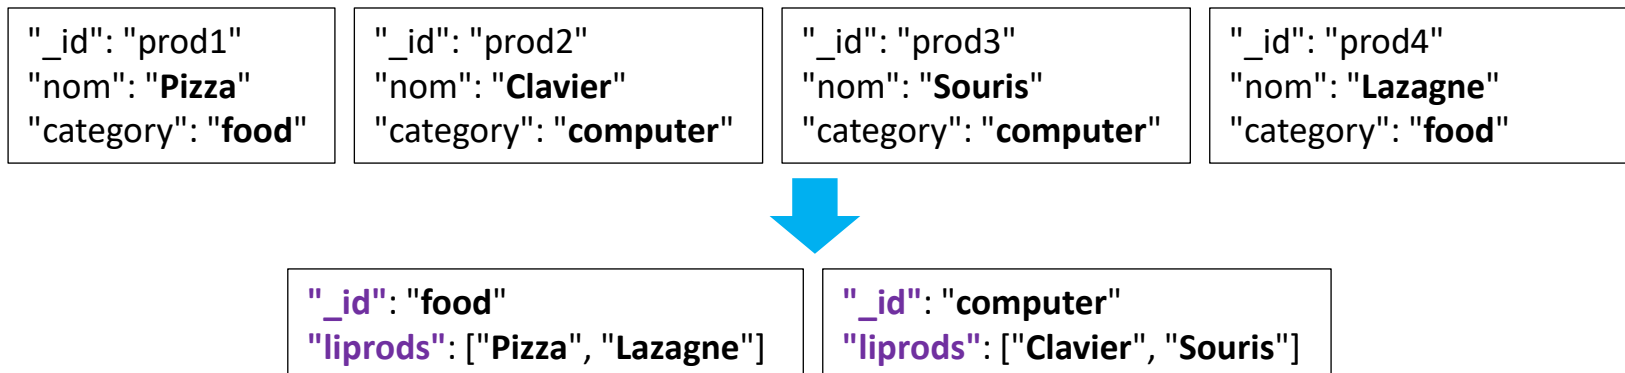 "_id": "prod1"
"nom": "Pizza"
"category": "food"
"_id": "prod2"
"nom": "Clavier"
"category": "computer"
"_id": "prod3"
"nom": "Souris"
"category": "computer"
"_id": "prod4"
"nom": "Lazagne"
"category": "food"
"_id": "food"
"liprods": ["Pizza", "Lazagne"]
"_id": "computer"
"liprods": ["Clavier", "Souris"]